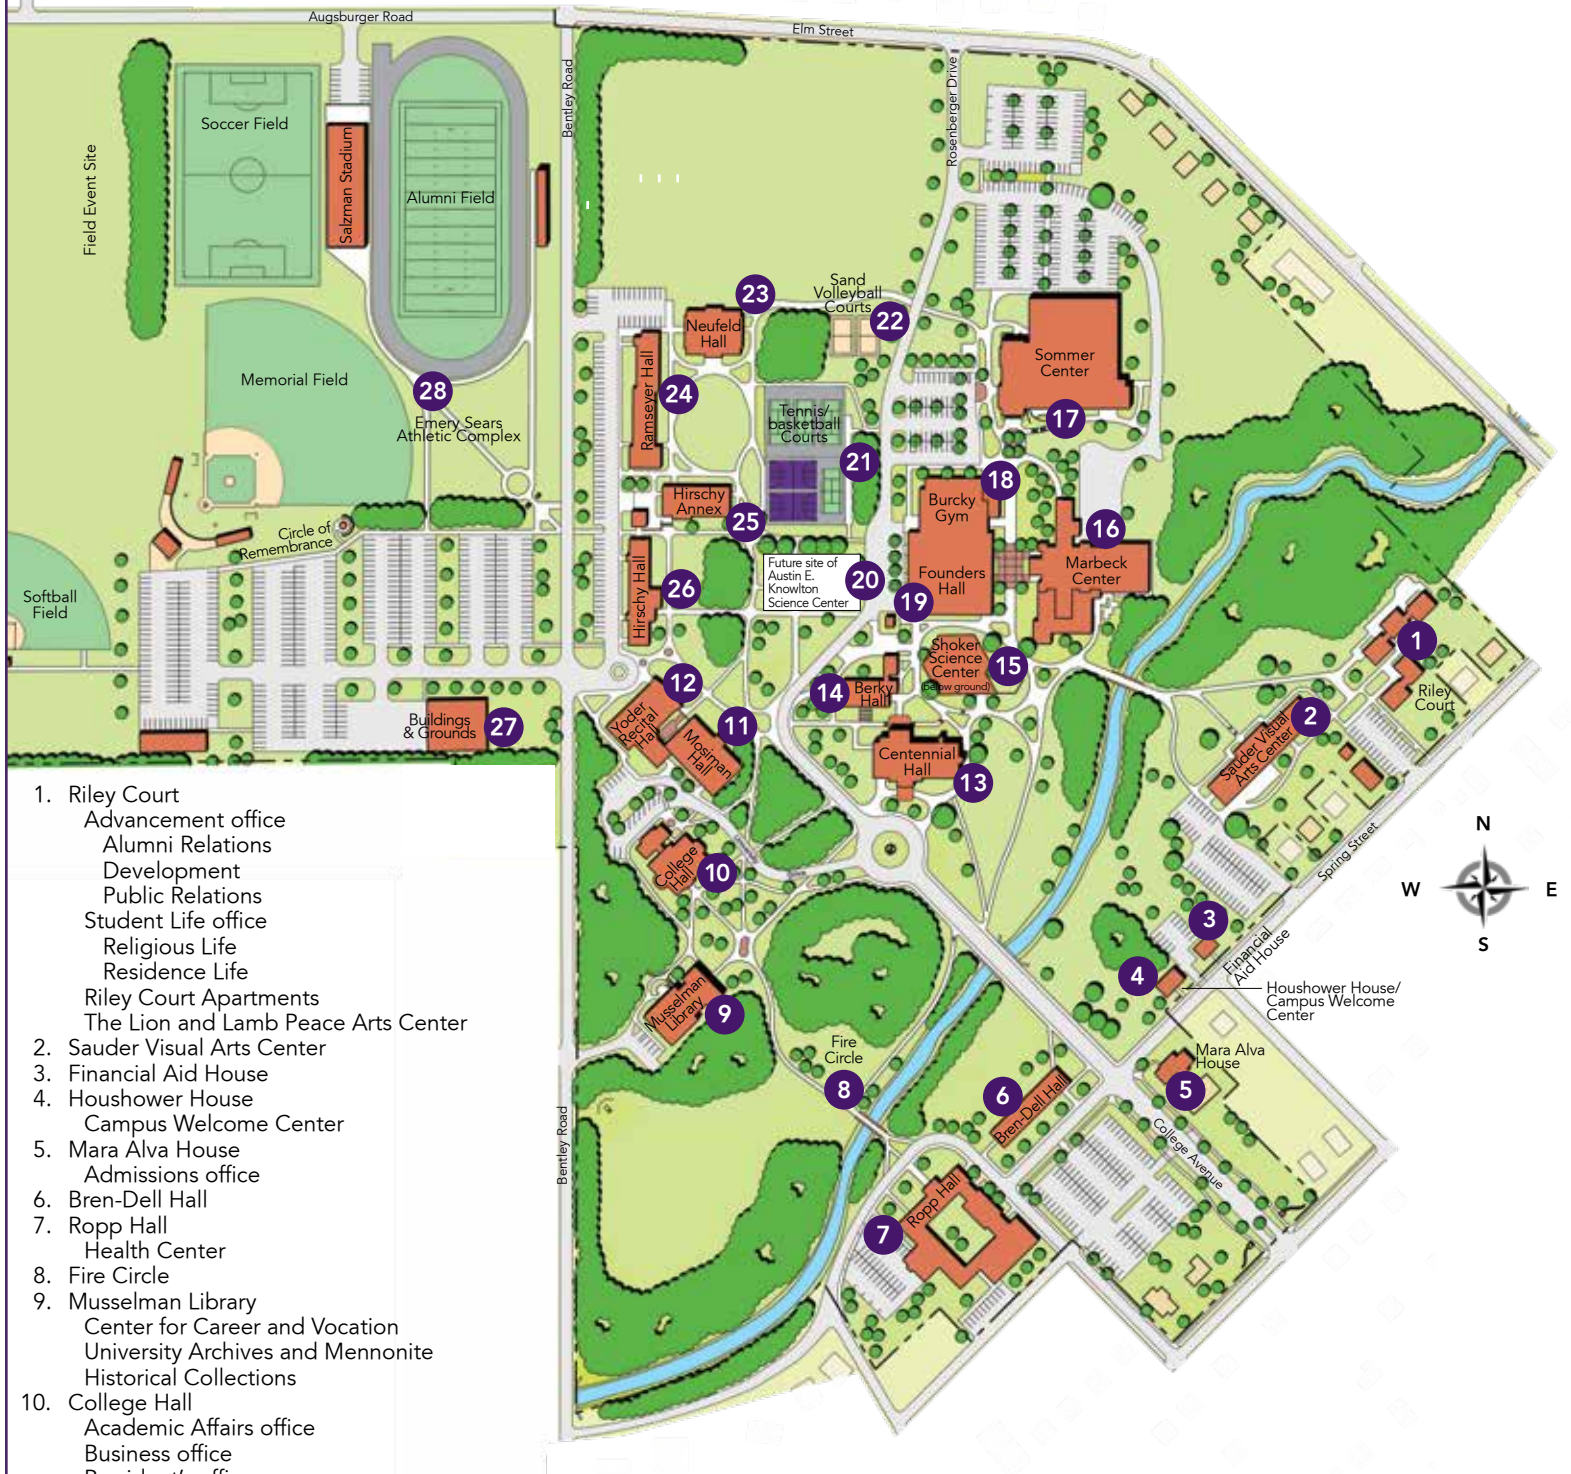 Augsburger Road
Elm Street
Bentley Road
Rosenberger Drive
Field Event Site
Soccer Field
Salzman Stadium
Alumni Field
Sand
Volleyball
Courts
23
22
Neufeld
Hall
Ramseyer Hall
24
Sommer
Center
17
Memorial Field
28
Emery Sears
Athletic Complex
Tennis/
basketball
Courts
21
Hirschy
Annex
25
Burcky
Gym
18
16
Marbeck
Center
Circle of
Remembrance
Future site of
Austin E.
Knowlton
Science Center
20
Founders
Hall
19
Hirschy Hall
26
Softball
Field
1
Riley
Court
Shoker
Science
Center
(below ground)
15
14
Berky
Hall
12
Yoder
Recital
Hall
11
Mosiman
Hall
2
Sauder Visual
Arts Center
Buildings
& Grounds
27
Centennial
Hall
13
College
Hall
10
Spring Street
N
W
E
S
3
Financial
Aid House
4
Houshower House/
Campus Welcome
Center
Musselman
Library
9
Fire
Circle
8
6
Bren-Dell Hall
Mara Alva
House
5
College Avenue
Bentley Road
Ropp Hall
7
1. Riley Court
Advancement office
Alumni Relations
Development
Public Relations
Student Life office
Religious Life
Residence Life
Riley Court Apartments
The Lion and Lamb Peace Arts Center
2. Sauder Visual Arts Center
3. Financial Aid House
4. Houshower House
Campus Welcome Center
5. Mara Alva House
Admissions office
6. Bren-Dell Hall
7. Ropp Hall
Health Center
8. Fire Circle
9. Musselman Library
Center for Career and Vocation
University Archives and Mennonite
Historical Collections
10. College Hall
Academic Affairs office
Business office